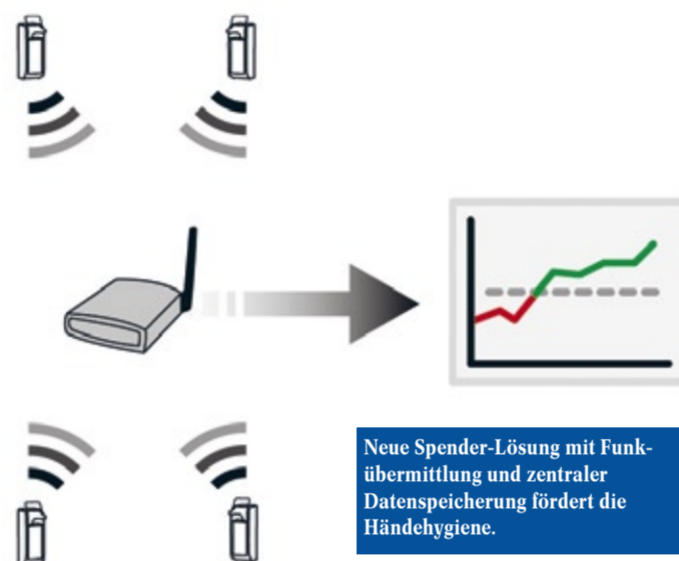 Neue Spender-Lösung mit Funk-
übermittlung und zentraler
Datenspeicherung fördert die
Händehygiene.